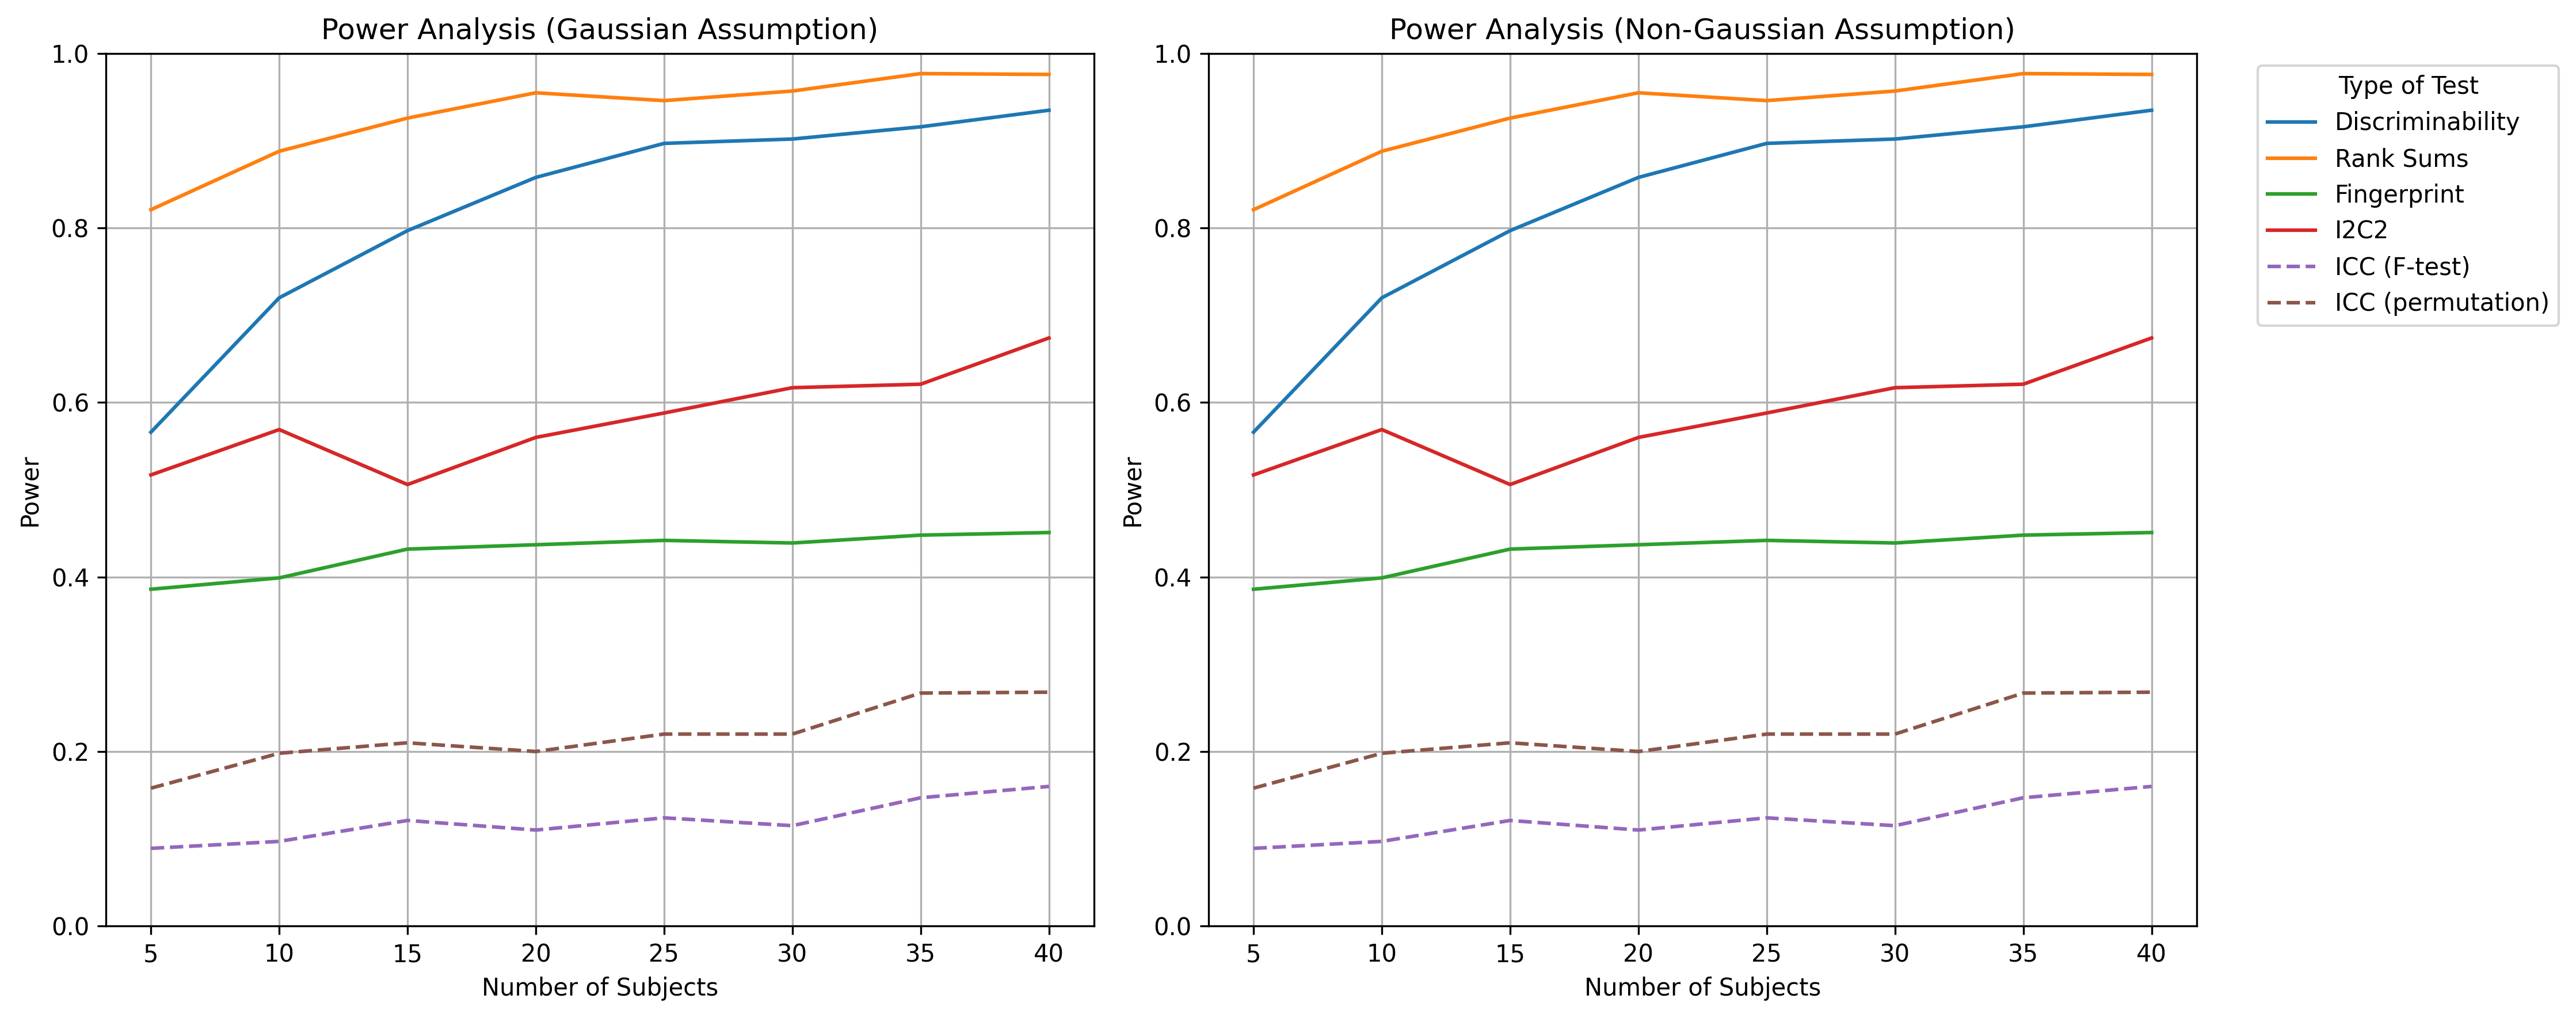 Power Analysis (Gaussian Assumption)
1.0
0.8
0.6
0.4
0.2
0.0
Power
5 10 15 20 25 30 35 40
Number of Subjects
Power Analysis (Non-Gaussian Assumption)
1.0
0.8
0.6
0.4
0.2
0.0
Power
5 10 15 20 25 30 35 40
Number of Subjects
Type of Test
Discriminability
Rank Sums
Fingerprint
I2C2
ICC (F-test)
ICC (permutation)